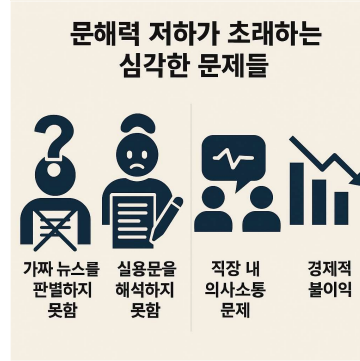 문해력 저하가 초래하는
심각한 문제들
가짜 뉴스를
판별하지
못함
실용문을
해석하지
못함
직장 내
의사소통
문제
경제적
불이익